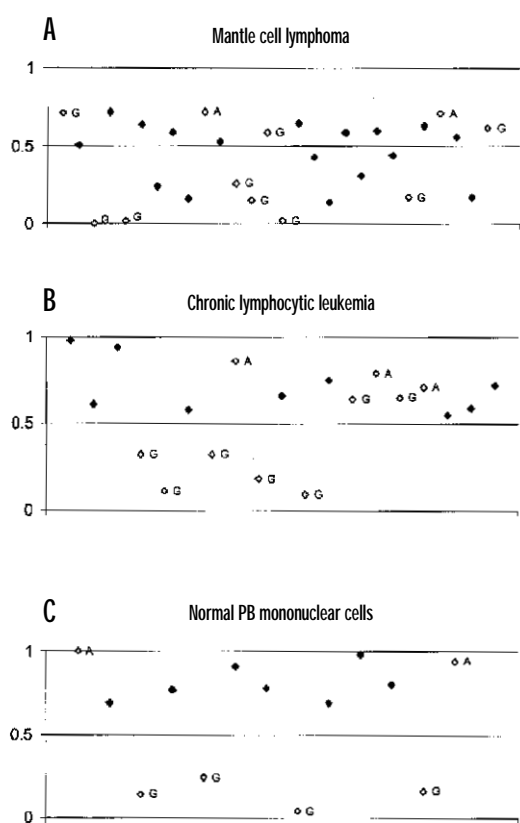 A
Mantle cell lymphoma
1
G
A
A
G
G
0.5
G
G
G
G
G
G
0
B
Chronic lymphocytic leukemia
1
A
A
A
G
G
0.5
G
G
G
G
G
0
C
Normal PB mononuclear cells
1
A
A
0.5
G
G
G
G
0